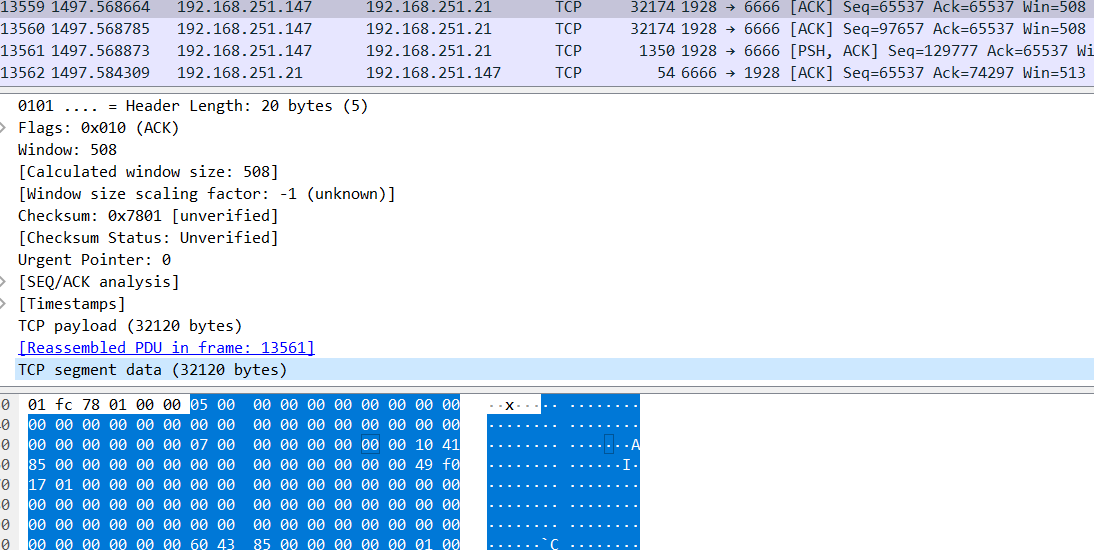 13559 1497.568664 192.168.251.147 192.168.251.21 TCP 32174 1928 → 6666 [ACK] Seq=65537 Ack=65537 Win=508
13560 1497.568785 192.168.251.147 192.168.251.21 TCP 32174 1928 → 6666 [ACK] Seq=97657 Ack=65537 Win=508
13561 1497.568873 192.168.251.147 192.168.251.21 TCP 1350 1928 → 6666 [PSH, ACK] Seq=129777 Ack=65537 Wi
13562 1497.584309 192.168.251.21 192.168.251.147 TCP 54 6666 → 1928 [ACK] Seq=65537 Ack=74297 Win=513
0101 .... = Header Length: 20 bytes (5)
Flags: 0x010 (ACK)
Window: 508
[Calculated window size: 508]
[Window size scaling factor: -1 (unknown)]
Checksum: 0x7801 [unverified]
[Checksum Status: Unverified]
Urgent Pointer: 0
[SEQ/ACK analysis]
[Timestamps]
TCP payload (32120 bytes)
[Reassembled PDU in frame: 13561]
TCP segment data (32120 bytes)
0 01 fc 78 01 00 00 05 00 00 00 00 00 00 00 00 00 ··x····· ········
0 00 00 00 00 00 00 00 00 00 00 00 00 00 00 00 00 ········ ········
0 00 00 00 00 00 00 07 00 00 00 00 00 00 00 10 41 ········ ·······A
0 85 00 00 00 00 00 00 00 00 00 00 00 00 00 49 f0 ········ ······I·
0 17 01 00 00 00 00 00 00 00 00 00 00 00 00 00 00 ········ ········
0 00 00 00 00 00 00 00 00 00 00 00 00 00 00 00 00 ········ ········
0 00 00 00 00 00 00 00 00 00 00 00 00 00 00 00 00 ········ ········
0 00 00 00 00 00 00 60 43 85 00 00 00 00 00 01 00 ······`C ········